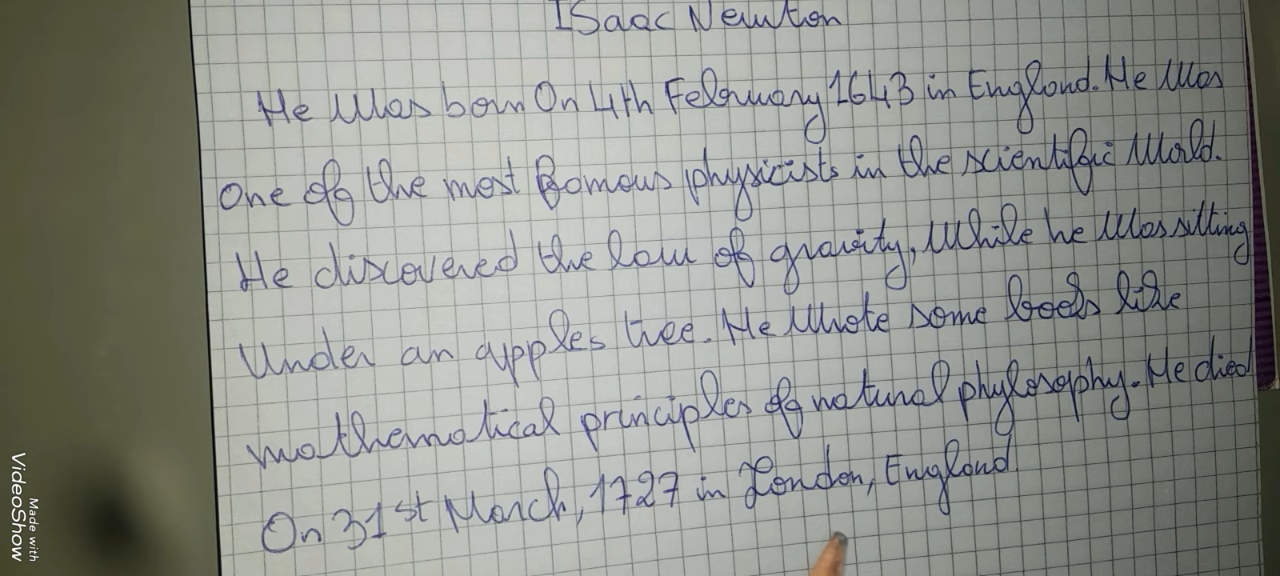 ISaac Newton
He was born On 4th February 1643 in England. He was
One of the most famous physicists in the scientific world.
He discovered the law of gravity, while he was sitting
Under an apples tree. He wrote some books like
mathematical principles of natural phylosophy. He died
On 31st March, 1727 in London, England
Made with
VideoShow